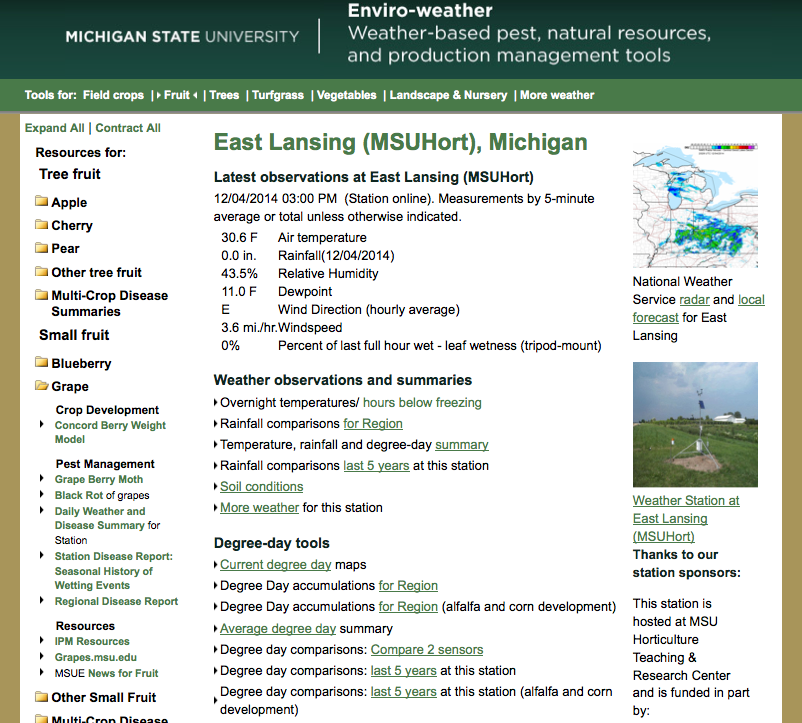 MICHIGAN STATE UNIVERSITY
Enviro-weather
Weather-based pest, natural resources,
and production management tools
Tools for: Field crops | Fruit | Trees | Turfgrass | Vegetables | Landscape & Nursery | More weather
Expand All | Contract All
Resources for:
Tree fruit
Apple
Cherry
Pear
Other tree fruit
Multi-Crop Disease
Summaries
Small fruit
Blueberry
Grape
Crop Development
Concord Berry Weight
Model
Pest Management
Grape Berry Moth
Black Rot of grapes
Daily Weather and
Disease Summary for
Station
Station Disease Report:
Seasonal History of
Wetting Events
Regional Disease Report
Resources
IPM Resources
Grapes.msu.edu
MSUE News for Fruit
Other Small Fruit
Multi-Crop Disease
East Lansing (MSUHort), Michigan
Latest observations at East Lansing (MSUHort)
12/04/2014 03:00 PM (Station online). Measurements by 5-minute
average or total unless otherwise indicated.
30.6 F Air temperature
0.0 in. Rainfall(12/04/2014)
43.5% Relative Humidity
11.0 F Dewpoint
E Wind Direction (hourly average)
3.6 mi./hr.Windspeed
0% Percent of last full hour wet - leaf wetness (tripod-mount)
Weather observations and summaries
Overnight temperatures/ hours below freezing
Rainfall comparisons for Region
Temperature, rainfall and degree-day summary
Rainfall comparisons last 5 years at this station
Soil conditions
More weather for this station
Degree-day tools
Current degree day maps
Degree Day accumulations for Region
Degree Day accumulations for Region (alfalfa and corn development)
Average degree day summary
Degree day comparisons: Compare 2 sensors
Degree day comparisons: last 5 years at this station
Degree day comparisons: last 5 years at this station (alfalfa and corn
development)
National Weather
Service radar and local
forecast for East
Lansing
Weather Station at
East Lansing
(MSUHort)
Thanks to our
station sponsors:
This station is
hosted at MSU
Horticulture
Teaching &
Research Center
and is funded in part
by: